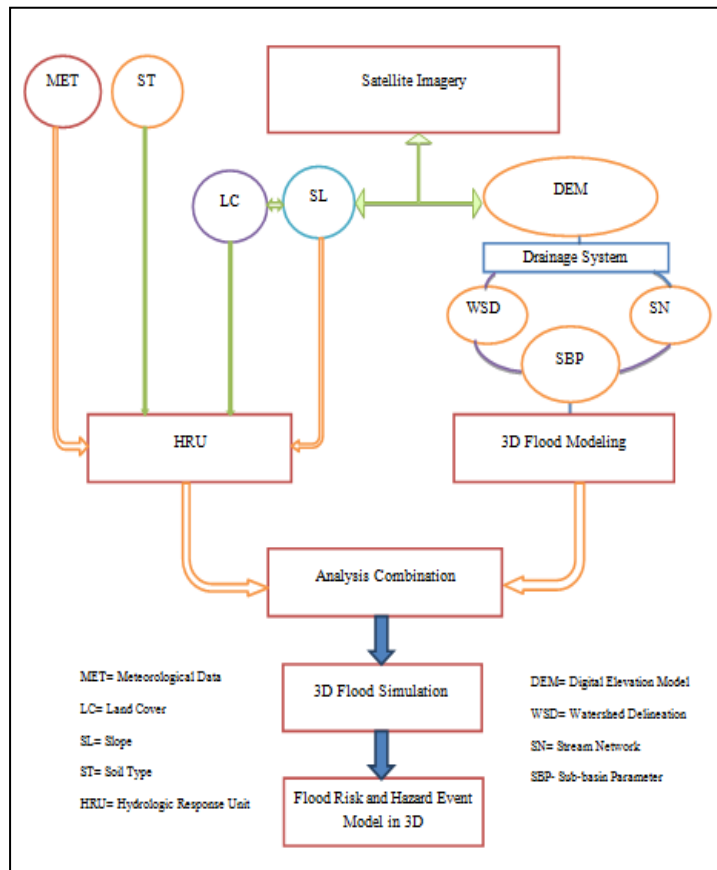 MET
ST
Satellite Imagery
LC
SL
DEM
Drainage System
WSD
SN
SBP
HRU
3D Flood Modeling
Analysis Combination
3D Flood Simulation
Flood Risk and Hazard Event
Model in 3D
MET= Meteorological Data
LC= Land Cover
SL= Slope
ST= Soil Type
HRU= Hydrologic Response Unit
DEM= Digital Elevation Model
WSD= Watershed Delineation
SN= Stream Network
SBP- Sub-basin Parameter